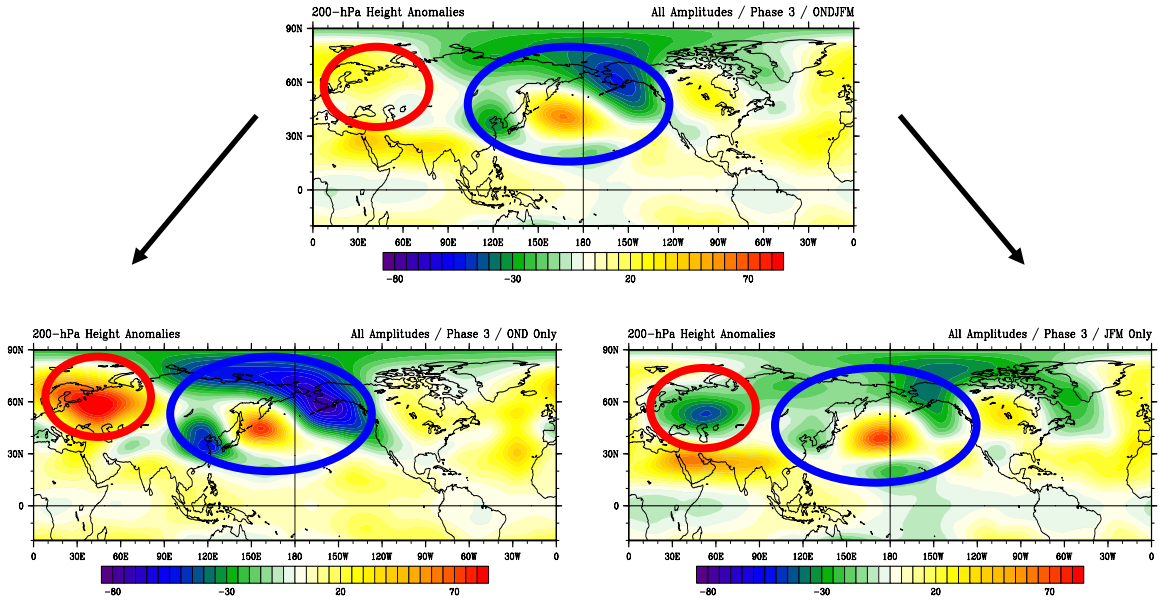 200-hPa Height Anomalies All Amplitudes / Phase 3 / ONDJFM
90N
60N
30N
0
0 30E 60E 90E 120E 150E 180 150W 120W 90W 60W 30W 0
-80 -30 20 70
200-hPa Height Anomalies All Amplitudes / Phase 3 / OND Only
90N
60N
30N
0
0 30E 60E 90E 120E 150E 180 150W 120W 90W 60W 30W 0
-80 -30 20 70
200-hPa Height Anomalies All Amplitudes / Phase 3 / JFM Only
90N
60N
30N
0
0 30E 60E 90E 120E 150E 180 150W 120W 90W 60W 30W 0
-80 -30 20 70